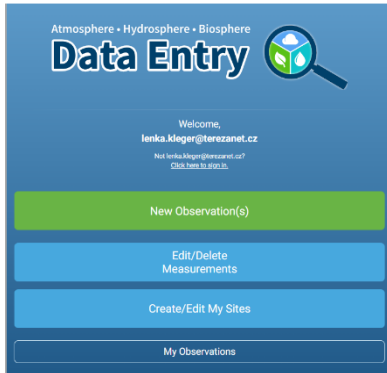 Atmosphere • Hydrosphere • Biosphere
Data Entry
Welcome,
lenka.kleger@terezanet.cz
Not lenka.kleger@terezanet.cz?
Click here to sign in.
New Observation(s)
Edit/Delete
Measurements
Create/Edit My Sites
My Observations